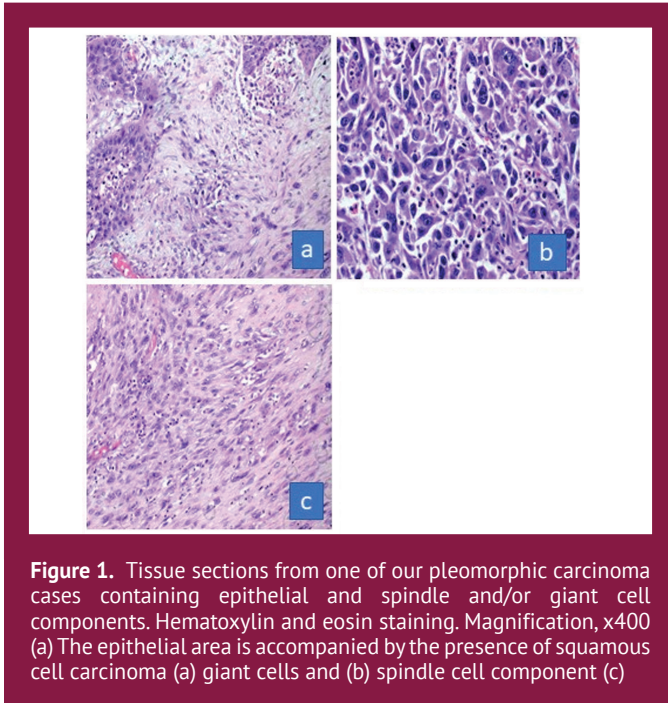 a
b
c
Figure 1. Tissue sections from one of our pleomorphic carcinoma
cases containing epithelial and spindle and/or giant cell
components. Hematoxylin and eosin staining. Magnification, x400
(a) The epithelial area is accompanied by the presence of squamous
cell carcinoma (a) giant cells and (b) spindle cell component (c)